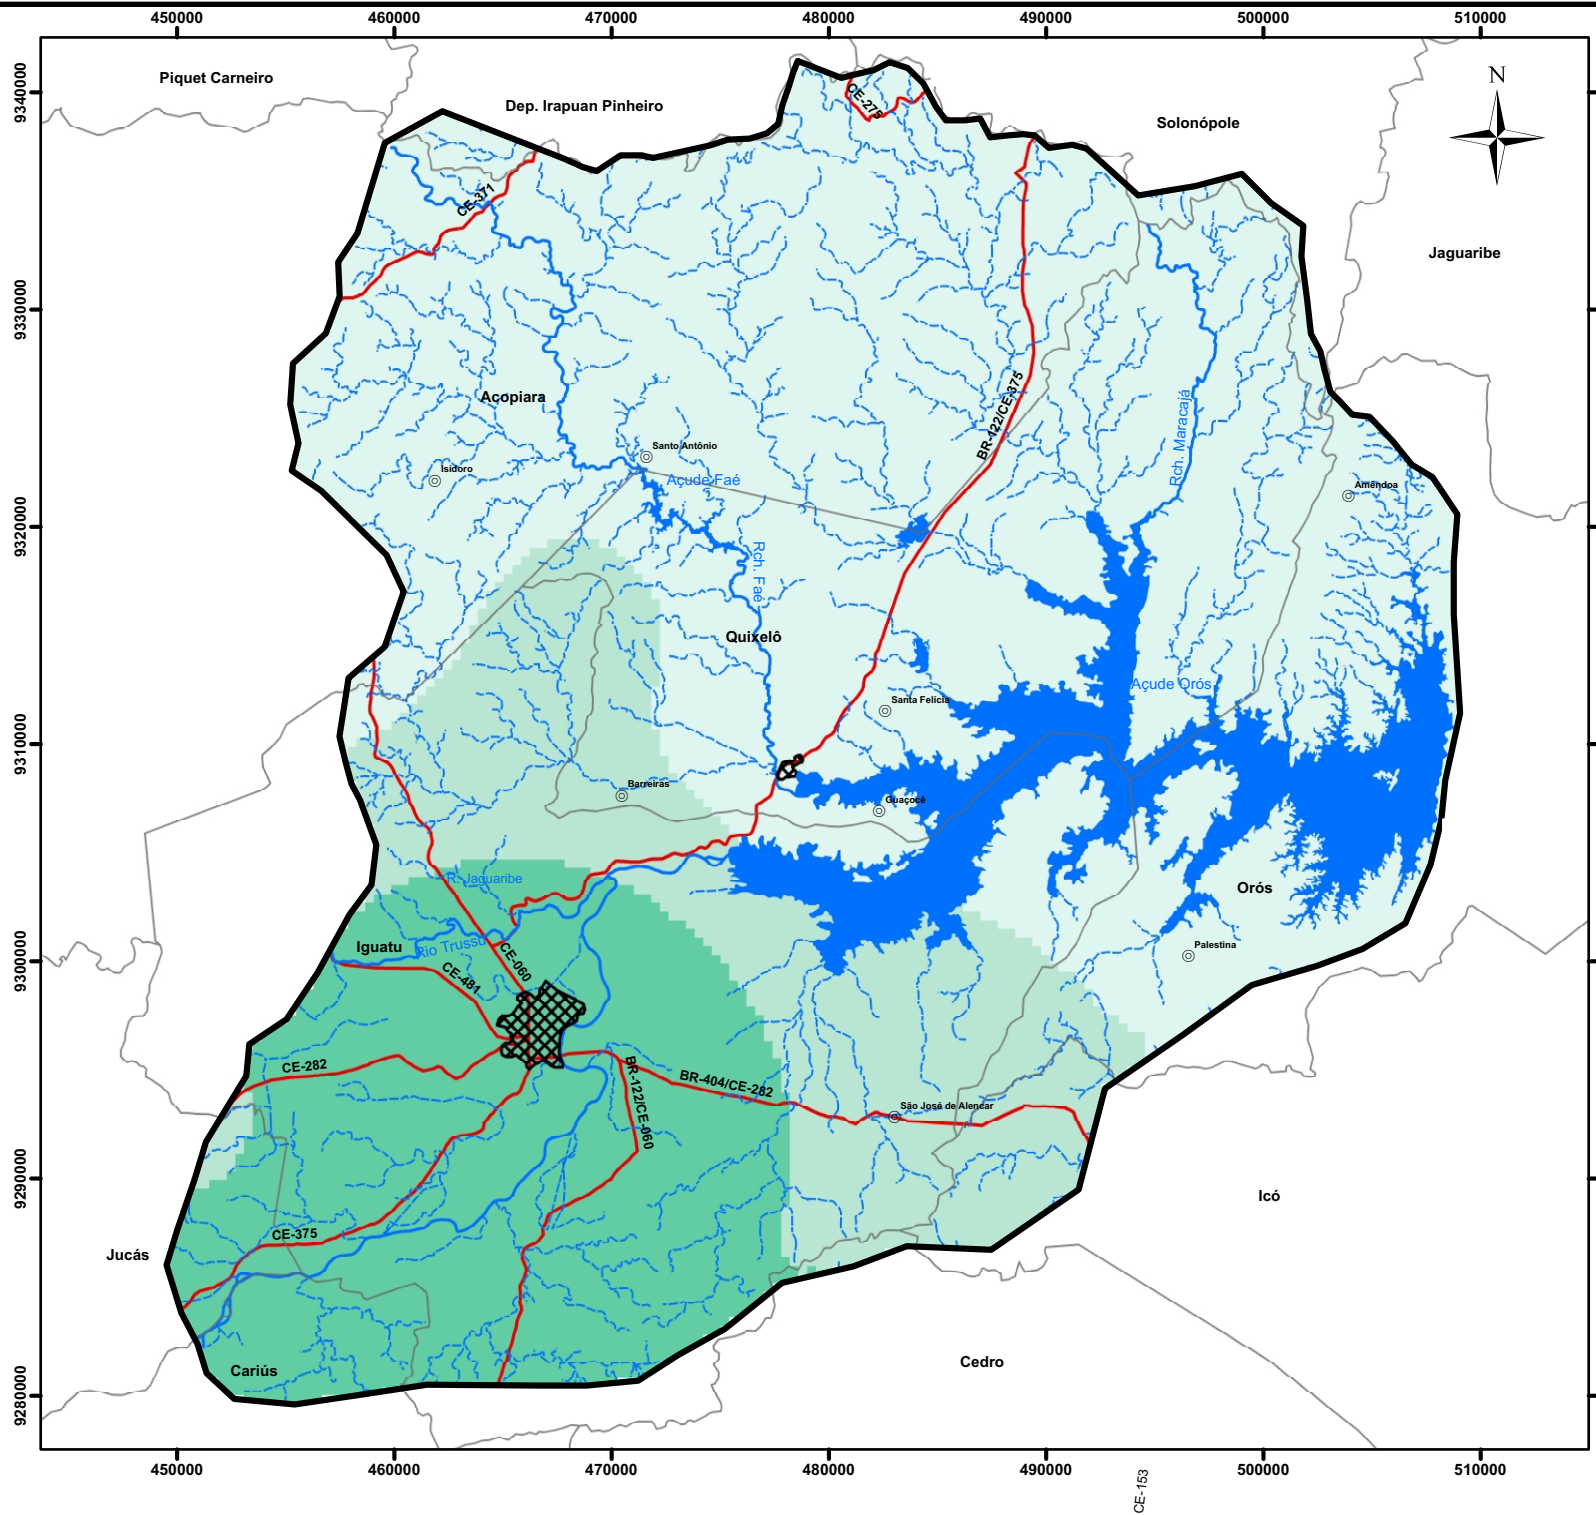 450000 460000 470000 480000 490000 500000 510000
9340000
9330000
9320000
9310000
9300000
9290000
9280000
N
Piquet Carneiro
Dep. Irapuan Pinheiro
Solonópole
Jaguaribe
CE-275
CE-371
BR-122/CE-375
Rch. Maracajá
Acopiara
Santo Antônio
Isidoro
Açude Faé
Amêndoa
Rch. Faé
Quixelô
Açude Orós
Santa Felícia
Barreiras
Guaçocê
R. Jaguaribe
Orós
Iguatu
Rio Trussu
CE-060
CE-481
Palestina
CE-282
BR-122/CE-060
BR-404/CE-282
São José de Alencar
Icó
CE-375
Jucás
Cariús
Cedro
450000 460000 470000 480000 490000 500000 510000
CE-153